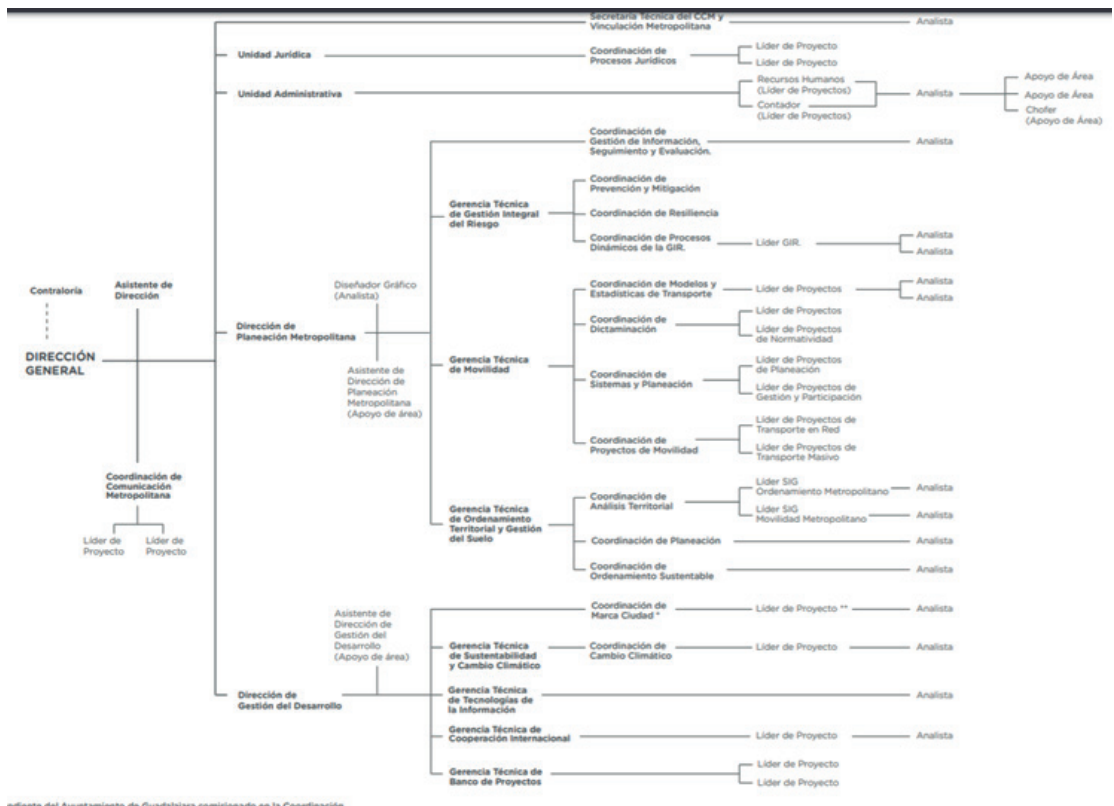 Secretaría Técnica del CCM y
Vinculación Metropolitana
Analista
Unidad Jurídica
Coordinación de
Procesos Jurídicos
Líder de Proyecto
Líder de Proyecto
Unidad Administrativa
Recursos Humanos
(Líder de Proyectos)
Contador
(Líder de Proyectos)
Analista
Apoyo de Área
Apoyo de Área
Chofer
(Apoyo de Área)
Coordinación de
Gestión de Información,
Seguimiento y Evaluación.
Analista
Gerencia Técnica
de Gestión Integral
del Riesgo
Coordinación de
Prevención y Mitigación
Coordinación de Resiliencia
Coordinación de Procesos
Dinámicos de la GIR.
Líder GIR.
Analista
Analista
Contraloría
Asistente de
Dirección
DIRECCIÓN
GENERAL
Diseñador Gráfico
(Analista)
Dirección de
Planeación Metropolitana
Asistente de
Dirección de
Planeación
Metropolitana
(Apoyo de área)
Gerencia Técnica
de Movilidad
Coordinación de Modelos y
Estadísticas de Transporte
Líder de Proyectos
Analista
Analista
Coordinación de
Dictaminación
Líder de Proyectos
Líder de Proyectos
de Normatividad
Coordinación de
Sistemas y Planeación
Líder de Proyectos
de Planeación
Líder de Proyectos de
Gestión y Participación
Coordinación de
Proyectos de Movilidad
Líder de Proyectos de
Transporte en Red
Líder de Proyectos de
Transporte Masivo
Coordinación de
Comunicación
Metropolitana
Líder de
Proyecto
Líder de
Proyecto
Gerencia Técnica
de Ordenamiento
Territorial y Gestión
del Suelo
Coordinación de
Análisis Territorial
Líder SIG
Ordenamiento Metropolitano
Analista
Líder SIG
Movilidad Metropolitano
Analista
Coordinación de Planeación
Analista
Coordinación de
Ordenamiento Sustentable
Analista
Asistente de
Dirección de
Gestión del
Desarrollo
(Apoyo de área)
Dirección de
Gestión del Desarrollo
Coordinación de
Marca Ciudad *
Líder de Proyecto **
Analista
Gerencia Técnica
de Sustentabilidad
y Cambio Climático
Coordinación de
Cambio Climático
Líder de Proyecto
Analista
Gerencia Técnica
de Tecnologías de
la Información
Analista
Gerencia Técnica de
Cooperación Internacional
Líder de Proyecto
Analista
Gerencia Técnica de
Banco de Proyectos
Líder de Proyecto
Líder de Proyecto
del Ayuntamiento de Guadalajara comisionado en la Coordinación